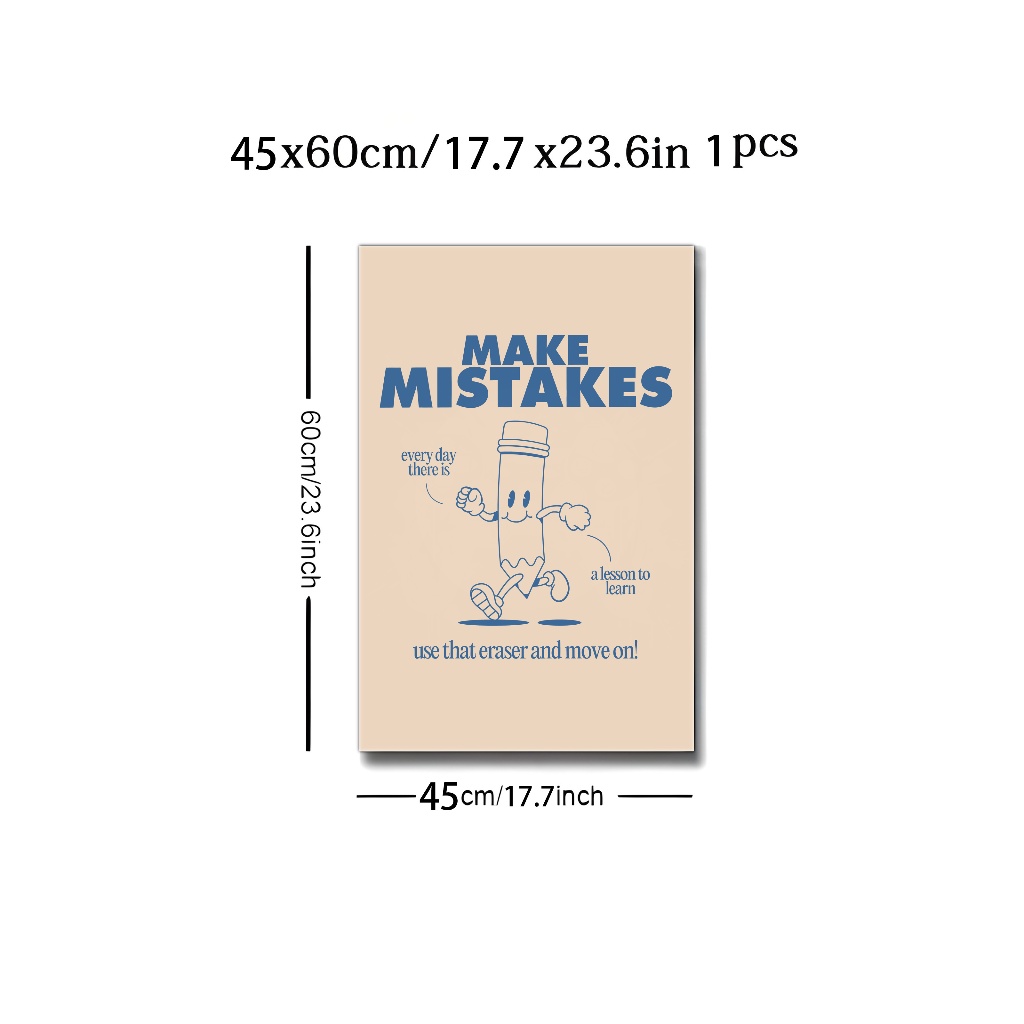 45x60cm/17.7 x23.6in 1pcs
60cm/23.6inch
MAKE
MISTAKES
every day
there is
a lesson to
learn
use that eraser and move on!
45cm/17.7inch